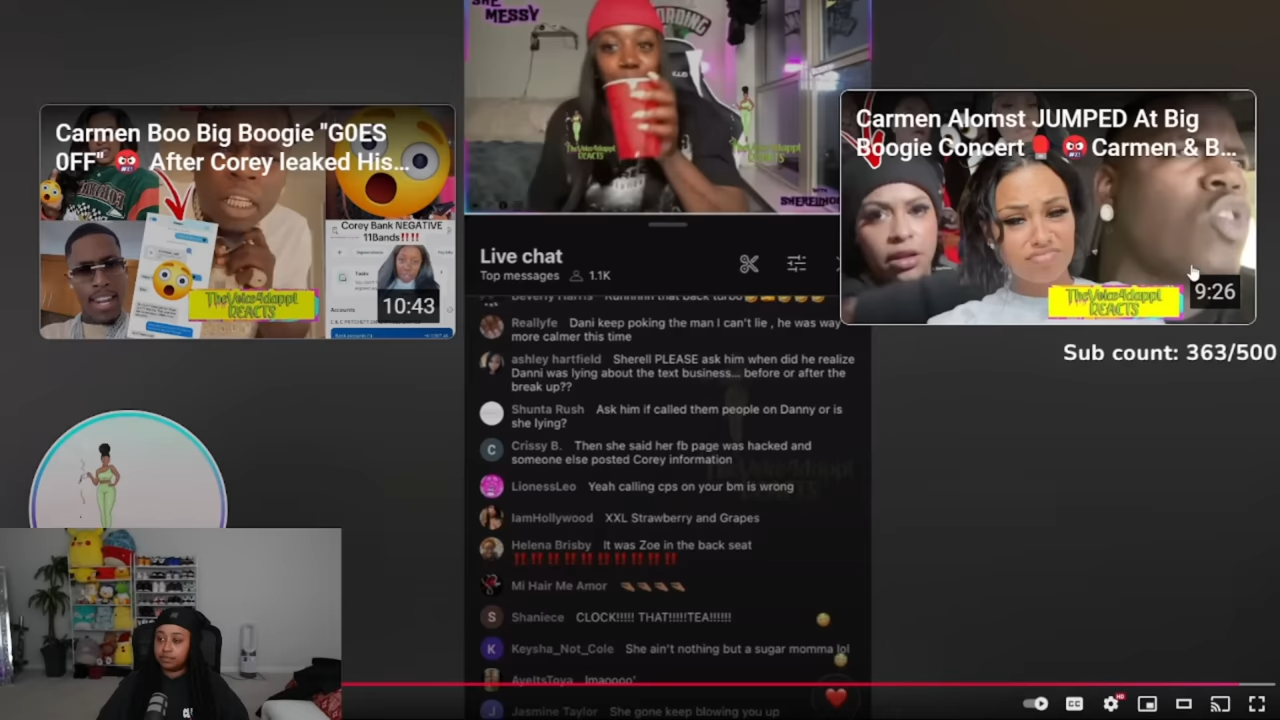 SHE MESSY
Carmen Boo Big Boogie "G0ES
0FF" 🤬 After Corey leaked His...
Corey Bank NEGATIVE
11Bands‼️‼️
Tasks
Accounts
TheVoice4dappl
REACTS
10:43
TheVoice4dappl
REACTS
Carmen Alomst JUMPED At Big
Boogie Concert 🥊 🤬 Carmen & B...
TheVoice4dappl
REACTS
9:26
Sub count: 363/500
Live chat
Top messages 1.1K
Beverly Harris
Reallyfe Dani keep poking the man I can't lie , he was way
more calmer this time
ashley hartfield Sherell PLEASE ask him when did he realize
Danni was lying about the text business... before or after the
break up??
Shunta Rush Ask him if called them people on Danny or is
she lying?
C Crissy B. Then she said her fb page was hacked and
someone else posted Corey information
LionessLeo Yeah calling cps on your bm is wrong
IamHollywood XXL Strawberry and Grapes
Helena Brisby It was Zoe in the back seat
‼️‼️‼️‼️‼️‼️‼️‼️‼️‼️
Mi Hair Me Amor
S Shaniece CLOCK!!!!! THAT!!!!!TEA!!!!!!
K Keysha_Not_Cole She ain't nothing but a sugar momma lol
AyeItsToya lmaooo'
J Jasmine Taylor She gone keep blowing you up
CC
HD